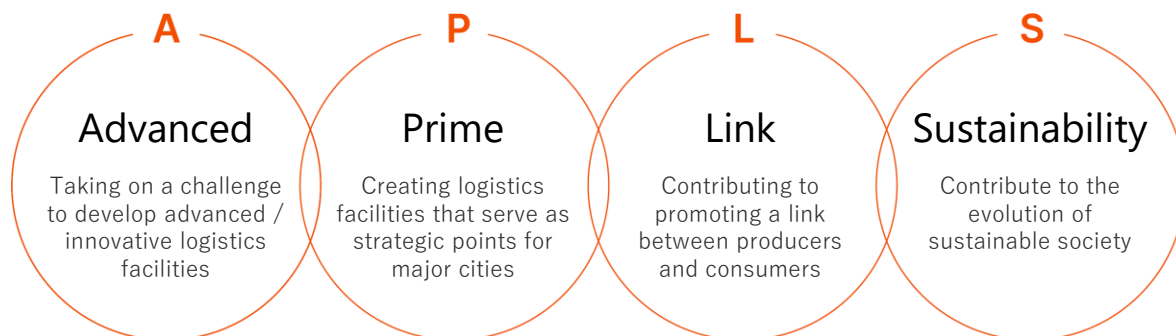 A
P
L
S
Advanced
Prime
Link
Sustainability
Taking on a challenge
to develop advanced /
innovative logistics
facilities
Creating logistics
facilities that serve as
strategic points for
major cities
Contributing to
promoting a link
between producers
and consumers
Contribute to the
evolution of
sustainable society